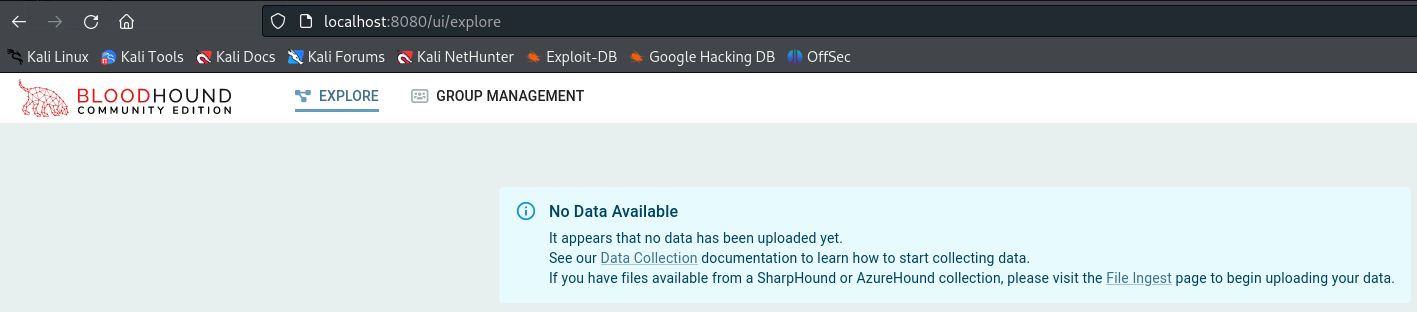 localhost:8080/ui/explore
Kali Linux Kali Tools Kali Docs Kali Forums Kali NetHunter Exploit-DB Google Hacking DB OffSec
BLOODHOUND
COMMUNITY EDITION
EXPLORE GROUP MANAGEMENT
No Data Available
It appears that no data has been uploaded yet.
See our Data Collection documentation to learn how to start collecting data.
If you have files available from a SharpHound or AzureHound collection, please visit the File Ingest page to begin uploading your data.